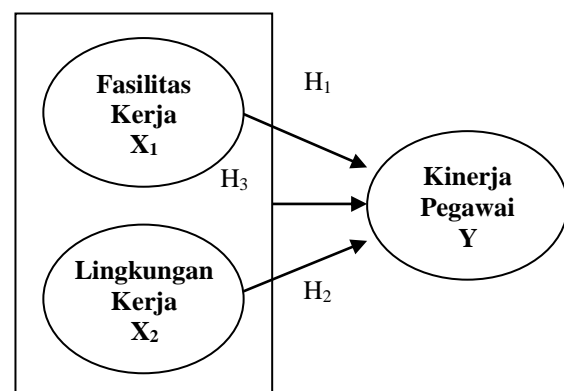 Fasilitas
Kerja
X₁
H₁
H₃
Kinerja
Pegawai
Y
Lingkungan
Kerja
X₂
H₂